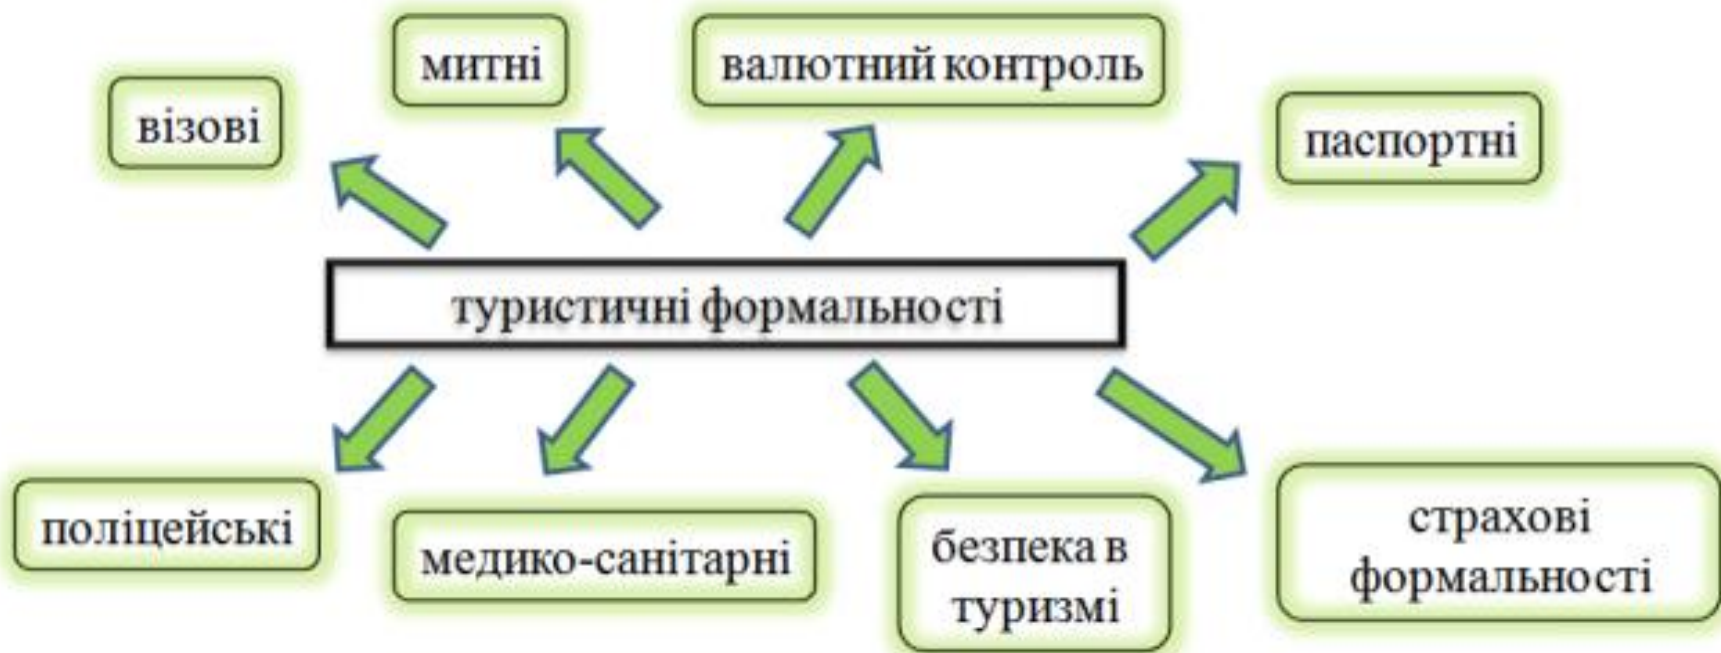 митні
валютний контроль
візові
паспортні
туристичні формальності
поліцейські
медико-санітарні
безпека в
туризмі
страхові
формальності